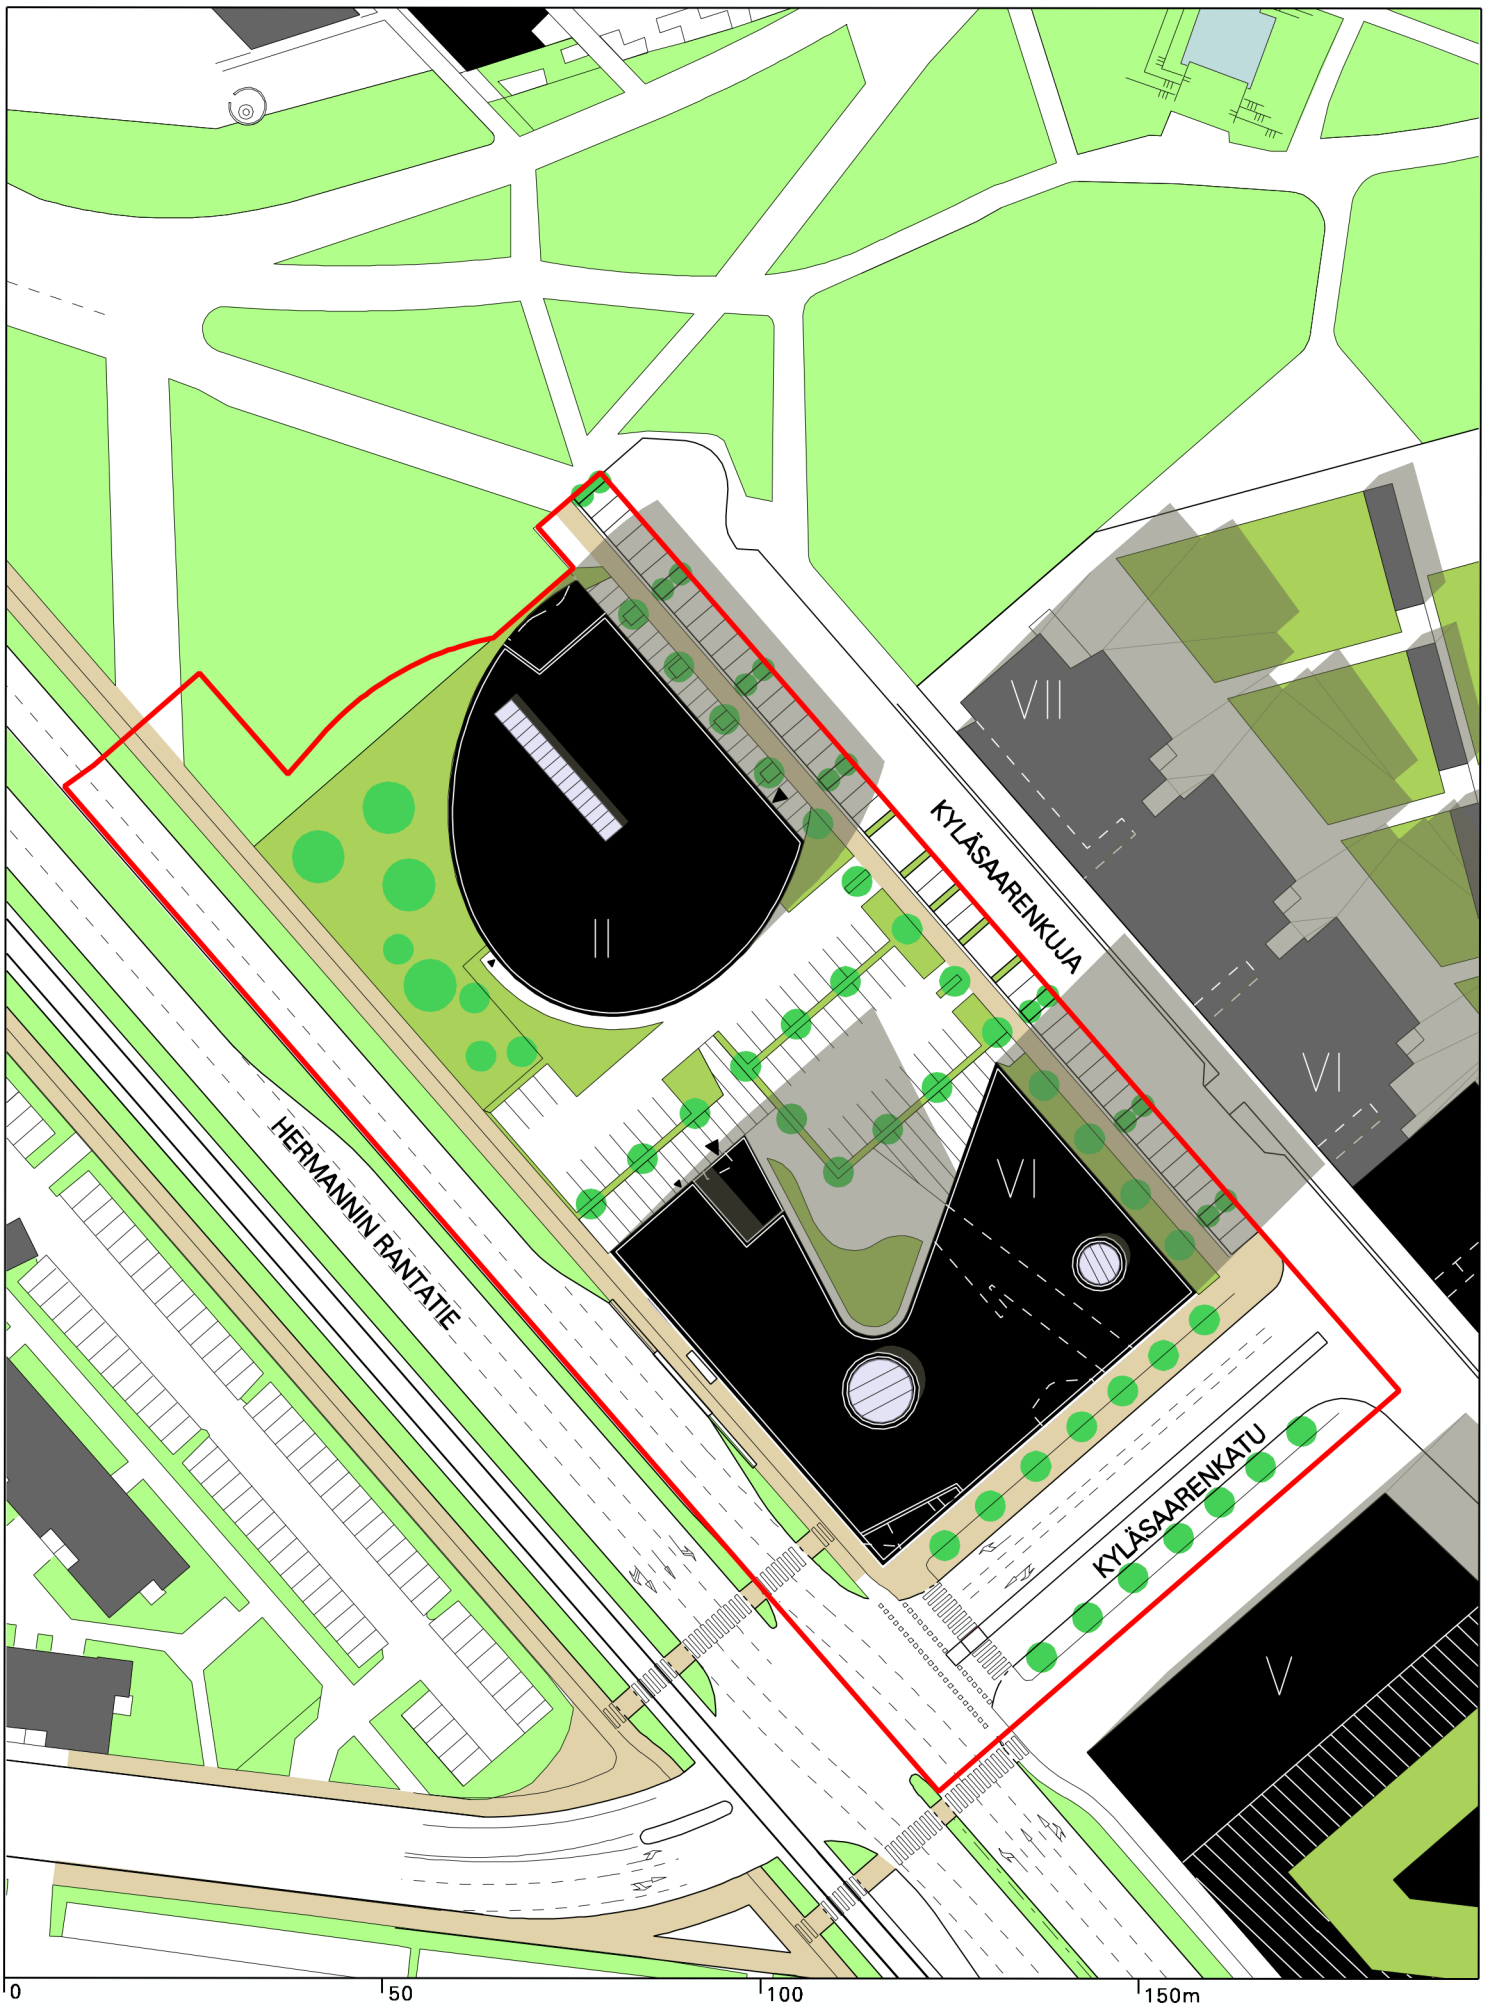 VII
KYLÄSAARENKUJA
II
VI
VI
HERMANNIN RANTATIE
KYLÄSAARENKATU
V
0
50
100
150m